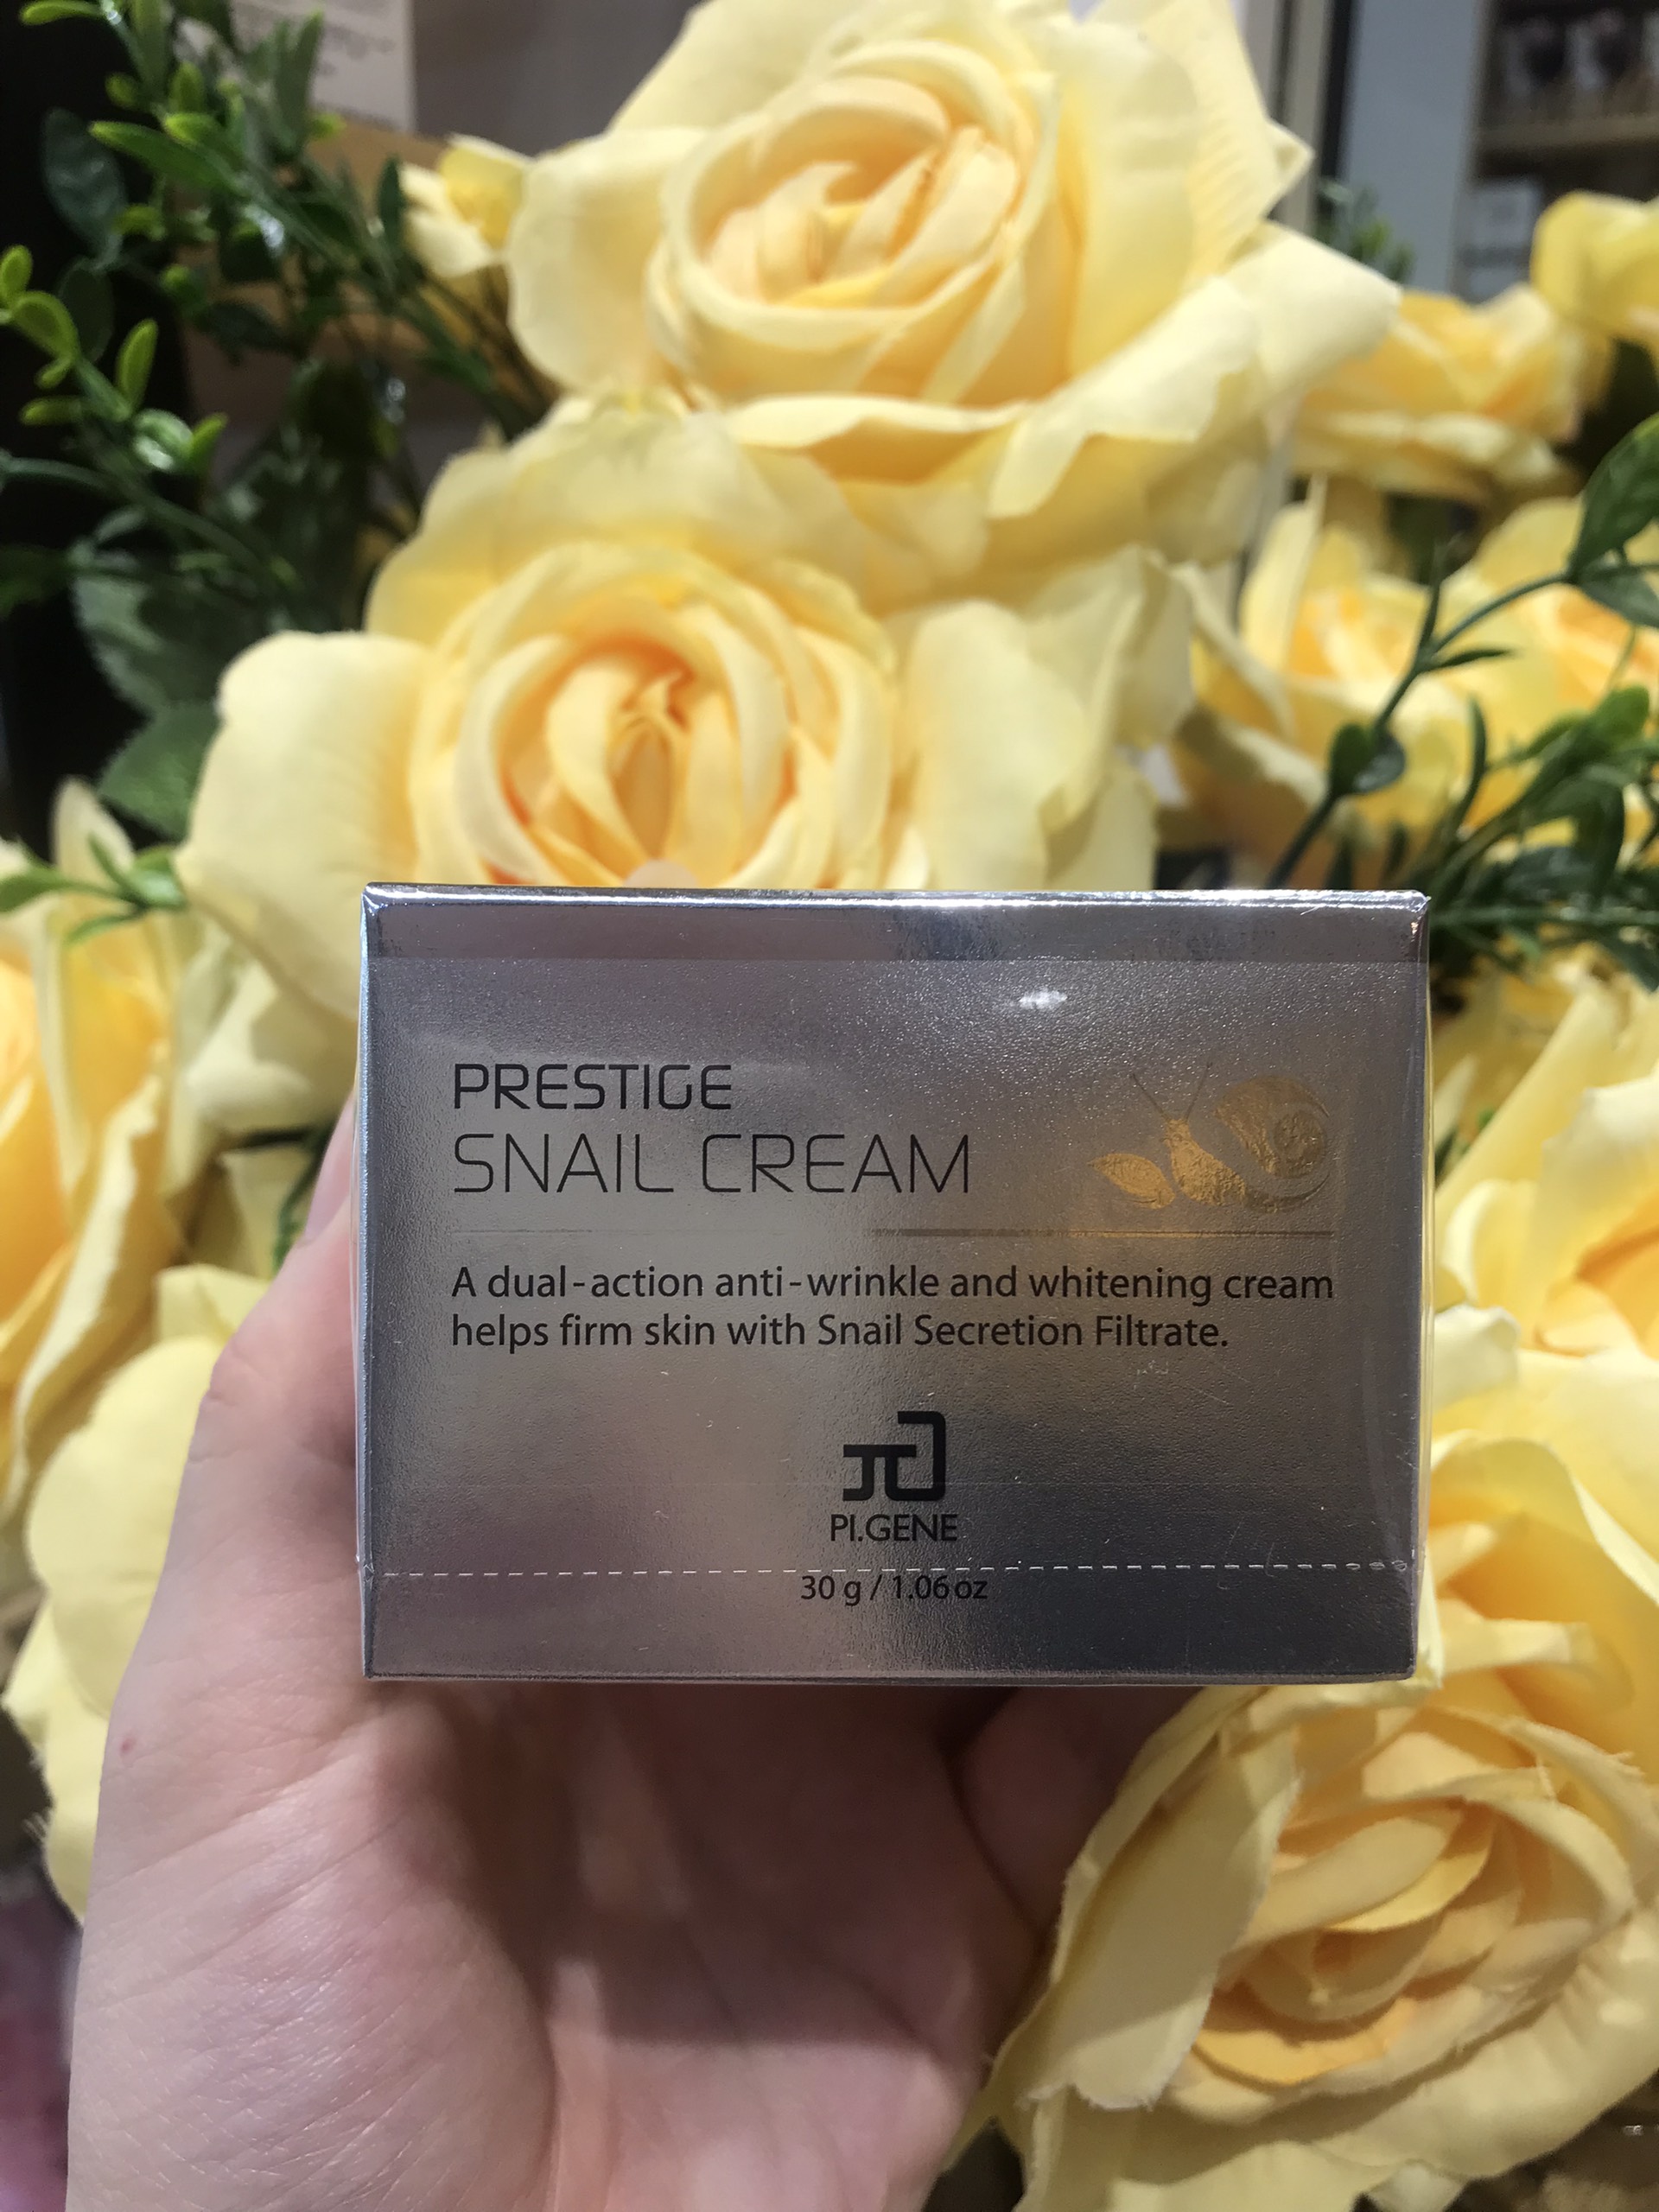 PRESTIGE
SNAIL CREAM
A dual-action anti-wrinkle and whitening cream
helps firm skin with Snail Secretion Filtrate.
PI.GENE
30 g / 1.06 oz